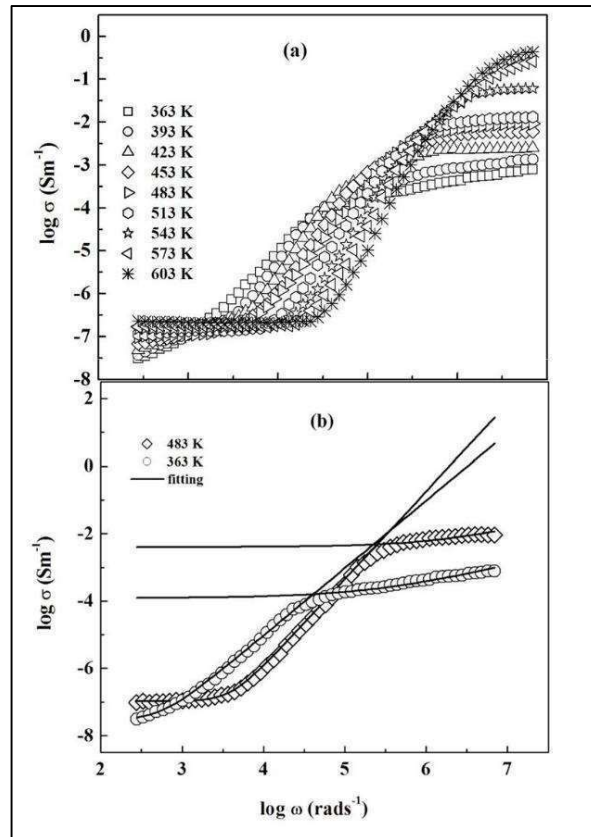 (a)
0
-1
-2
-3
-4
-5
-6
-7
-8
log σ (Sm⁻¹)
363 K
393 K
423 K
453 K
483 K
513 K
543 K
573 K
603 K
(b)
2
0
-2
-4
-6
-8
log σ (Sm⁻¹)
483 K
363 K
fitting
2 3 4 5 6 7
log ω (rads⁻¹)